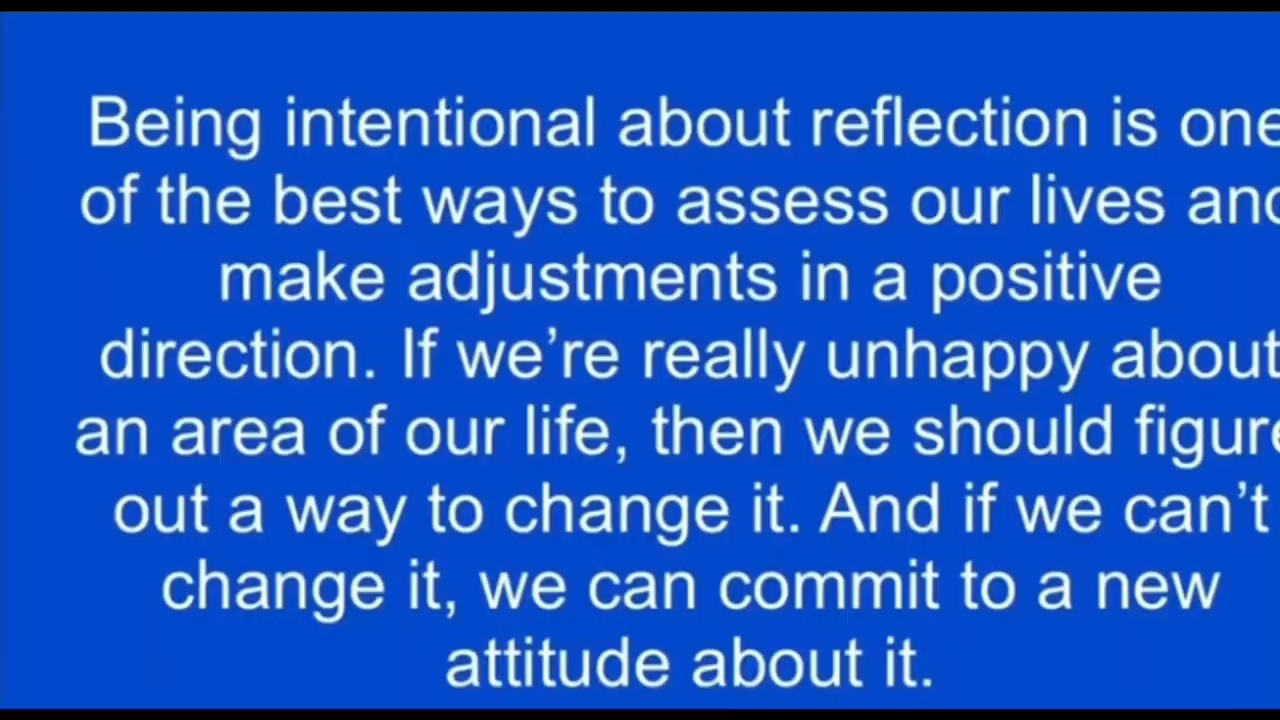 Being intentional about reflection is one
of the best ways to assess our lives and
make adjustments in a positive
direction. If we’re really unhappy about
an area of our life, then we should figure
out a way to change it. And if we can’t
change it, we can commit to a new
attitude about it.